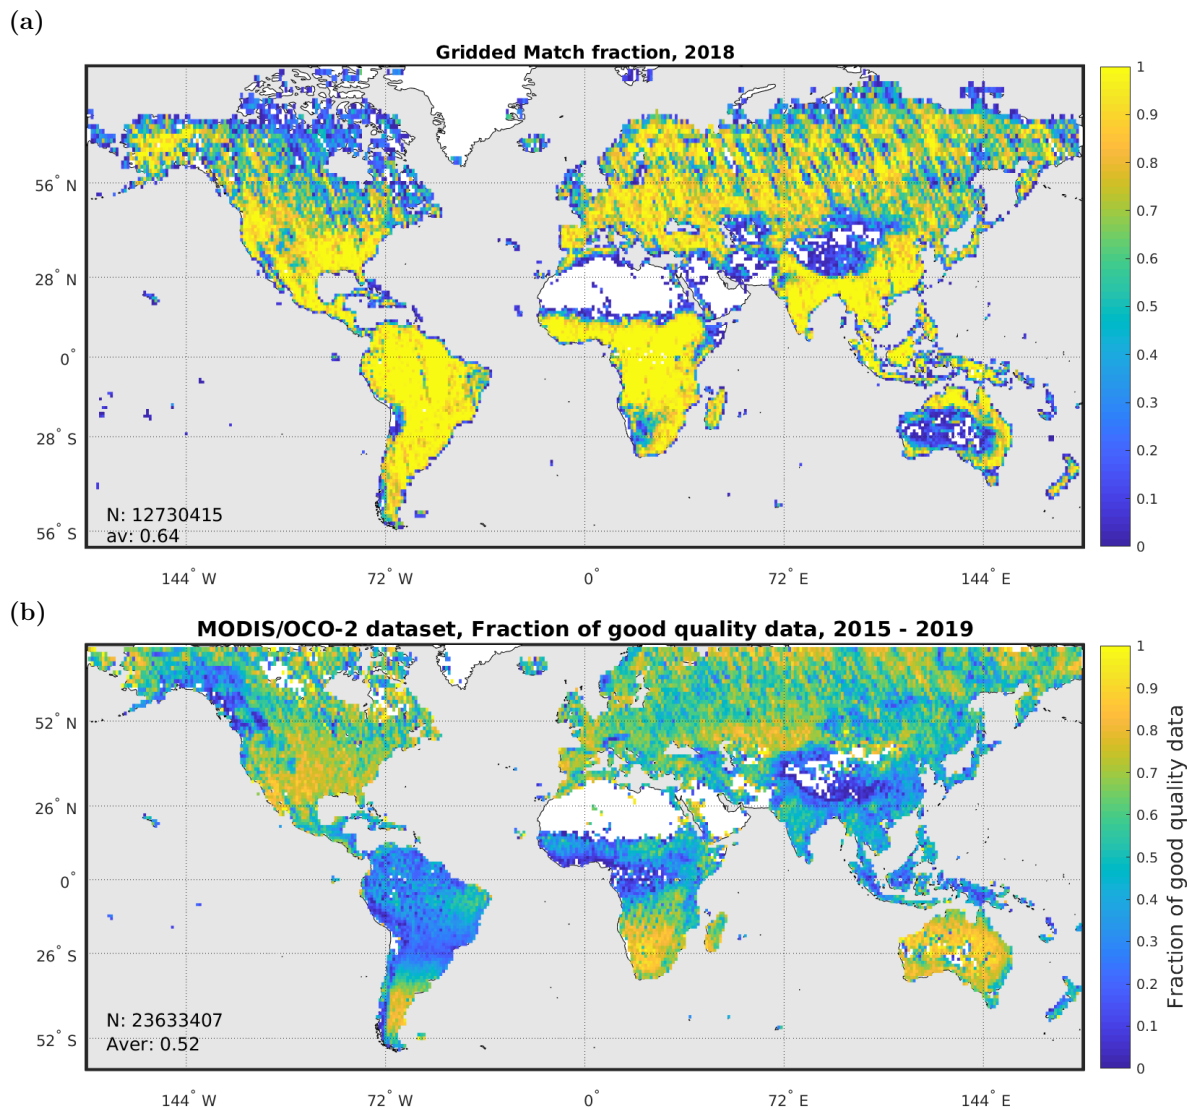 (a)
Gridded Match fraction, 2018
56° N
28° N
0°
28° S
56° S
N: 12730415
av: 0.64
144° W
72° W
0°
72° E
144° E
1
0.9
0.8
0.7
0.6
0.5
0.4
0.3
0.2
0.1
0
(b)
MODIS/OCO-2 dataset, Fraction of good quality data, 2015 - 2019
52° N
26° N
0°
26° S
52° S
N: 23633407
Aver: 0.52
144° W
72° W
0°
72° E
144° E
1
0.9
0.8
0.7
0.6
0.5
0.4
0.3
0.2
0.1
0
Fraction of good quality data